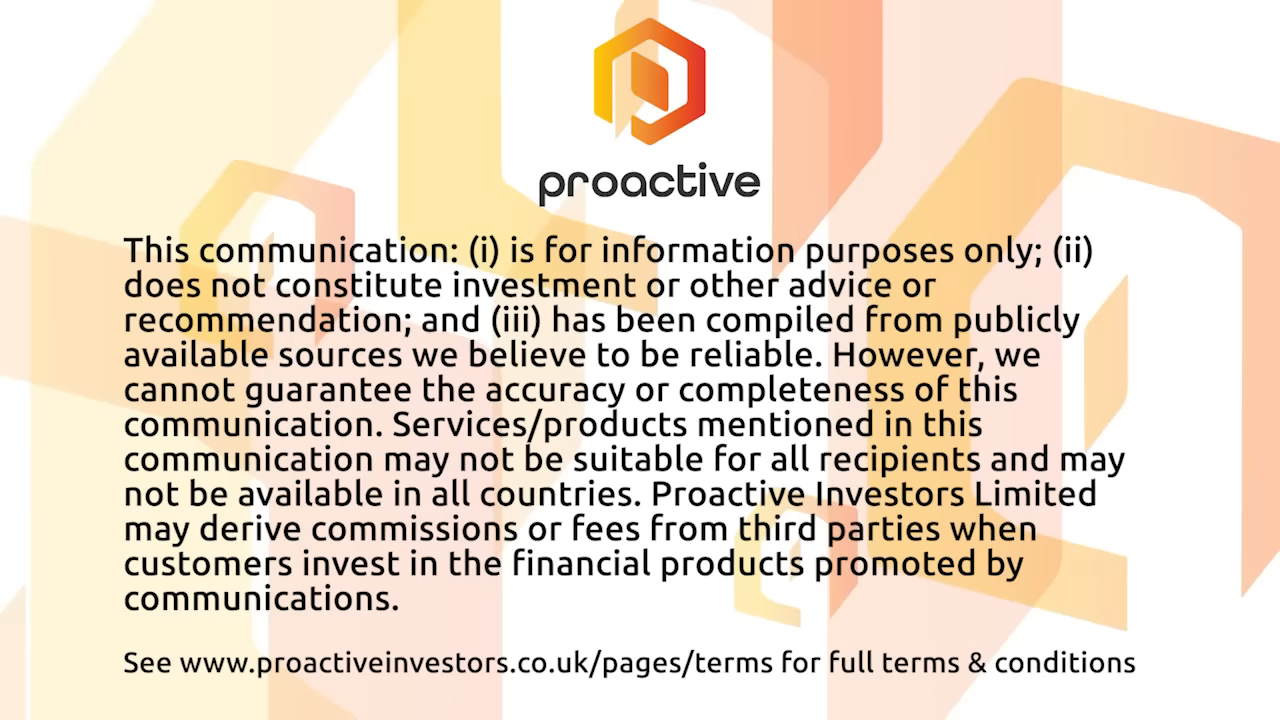 proactive
This communication: (i) is for information purposes only; (ii)
does not constitute investment or other advice or
recommendation; and (iii) has been compiled from publicly
available sources we believe to be reliable. However, we
cannot guarantee the accuracy or completeness of this
communication. Services/products mentioned in this
communication may not be suitable for all recipients and may
not be available in all countries. Proactive Investors Limited
may derive commissions or fees from third parties when
customers invest in the financial products promoted by
communications.
See www.proactiveinvestors.co.uk/pages/terms for full terms & conditions